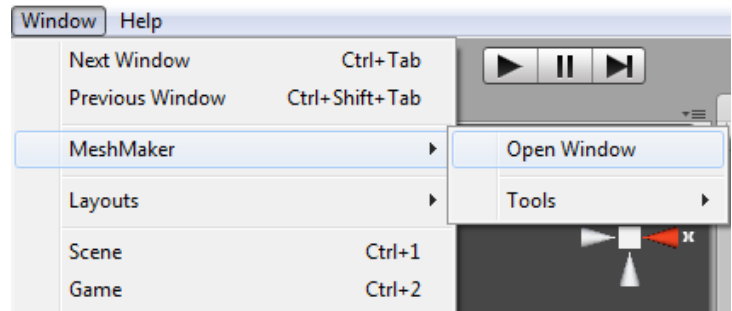 Window Help
Next Window Ctrl+Tab
Previous Window Ctrl+Shift+Tab
MeshMaker Open Window
Layouts Tools
Scene Ctrl+1
Game Ctrl+2
x